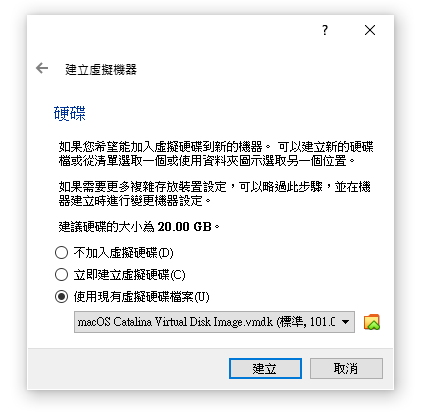 ?
建立虛擬機器
硬碟
如果您希望能加入虛擬硬碟到新的機器。 可以建立新的硬碟
檔或從清單選取一個或使用資料夾圖示選取另一個位置。
如果需要更多複雜存放裝置設定，可以略過此步驟，並在機
器建立時進行變更機器設定。
建議硬碟的大小為 20.00 GB。
不加入虛擬硬碟(D)
立即建立虛擬硬碟(C)
使用現有虛擬硬碟檔案(U)
macOS Catalina Virtual Disk Image.vmdk (標準, 101.0
建立
取消